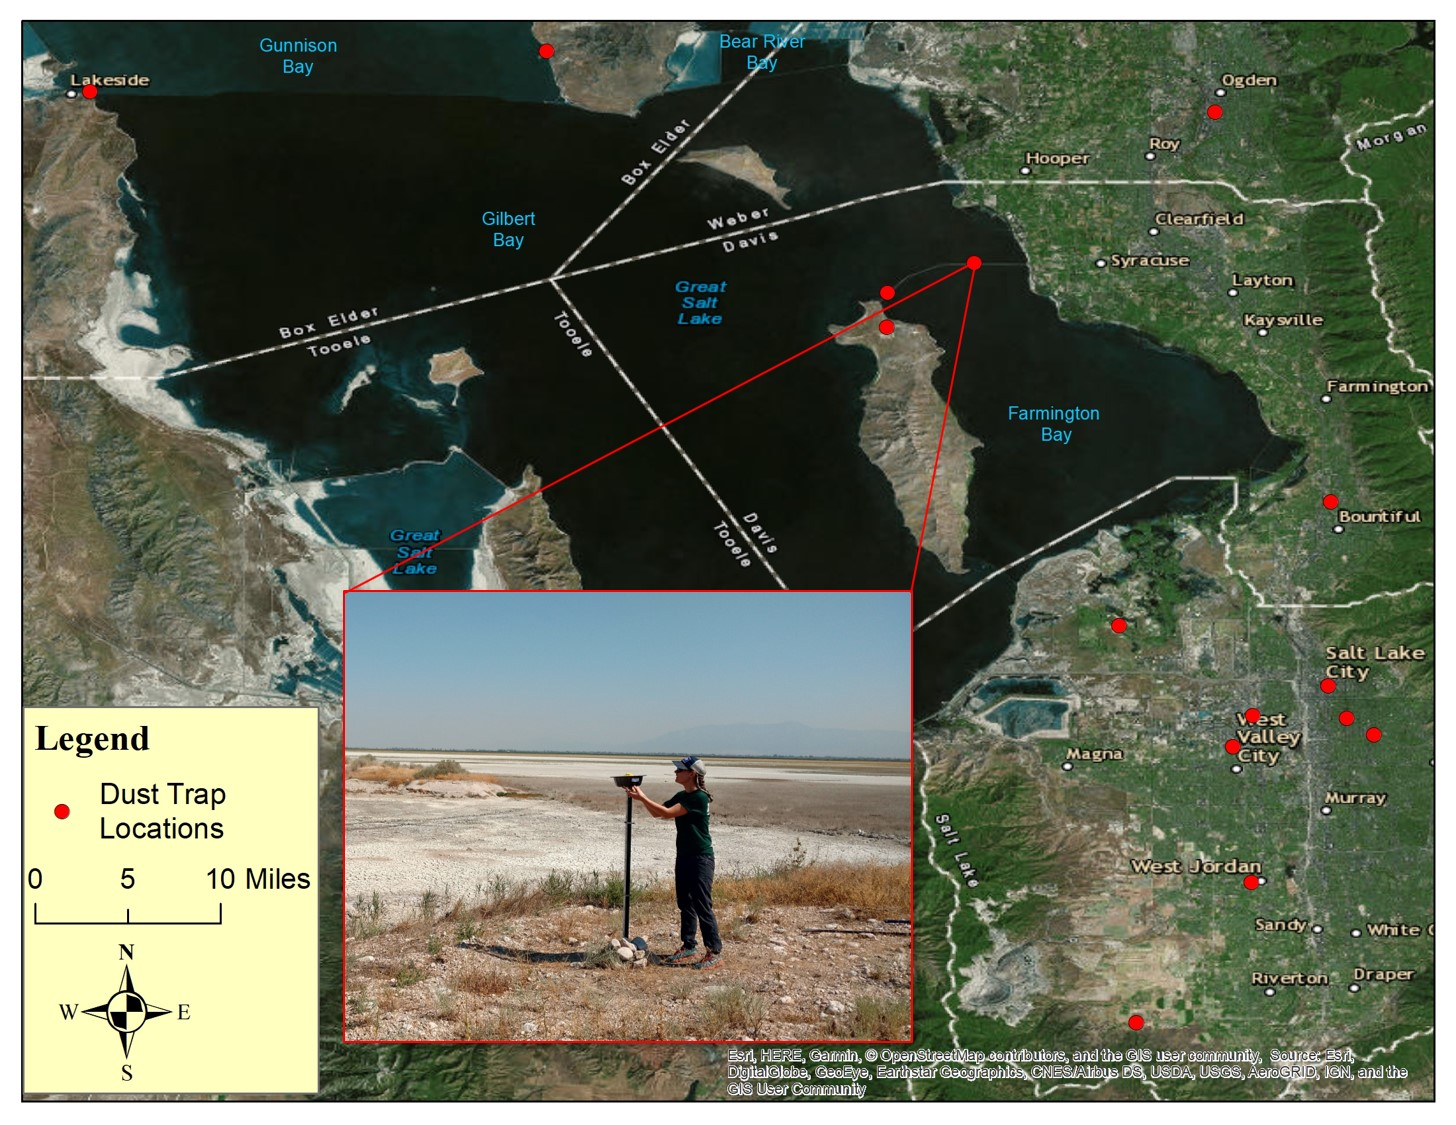 Gunnison
Bay
Bear River
Bay
Lakeside
Ogden
Morgan
Box Elder
Roy
Hooper
Gilbert
Bay
Weber
Davis
Clearfield
Syracuse
Great
Salt
Lake
Layton
Box Elder
Tooele
Tooele
Kaysville
Farmington
Farmington
Bay
Great
Salt
Lake
Davis
Tooele
Bountiful
Salt Lake
City
West
Valley
City
Magna
Murray
Salt Lake
West Jordan
Sandy
White
Riverton
Draper
Legend
Dust Trap
Locations
0 5 10 Miles
N
W E
S
Esri, HERE, Garmin, © OpenStreetMap contributors, and the GIS user community, Source: Esri,
DigitalGlobe, GeoEye, Earthstar Geographics, CNES/Airbus DS, USDA, USGS, AeroGRID, IGN, and the
GIS User Community